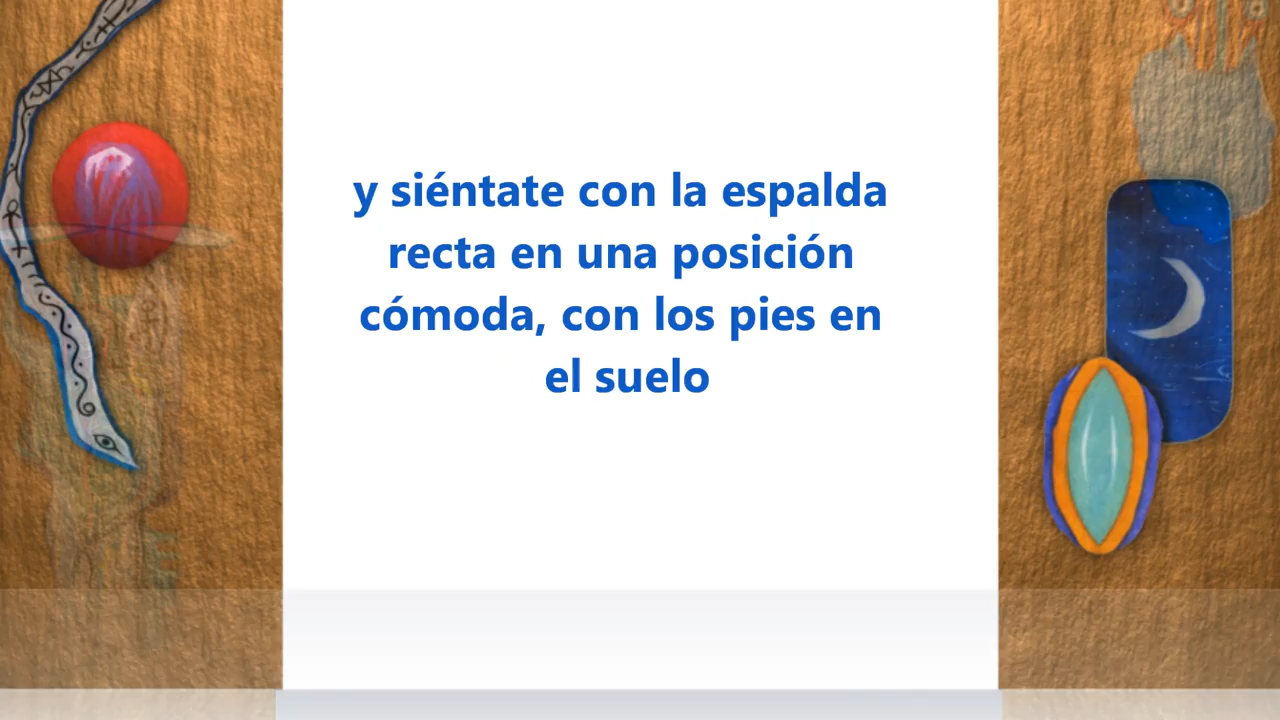 y siéntate con la espalda
recta en una posición
cómoda, con los pies en
el suelo